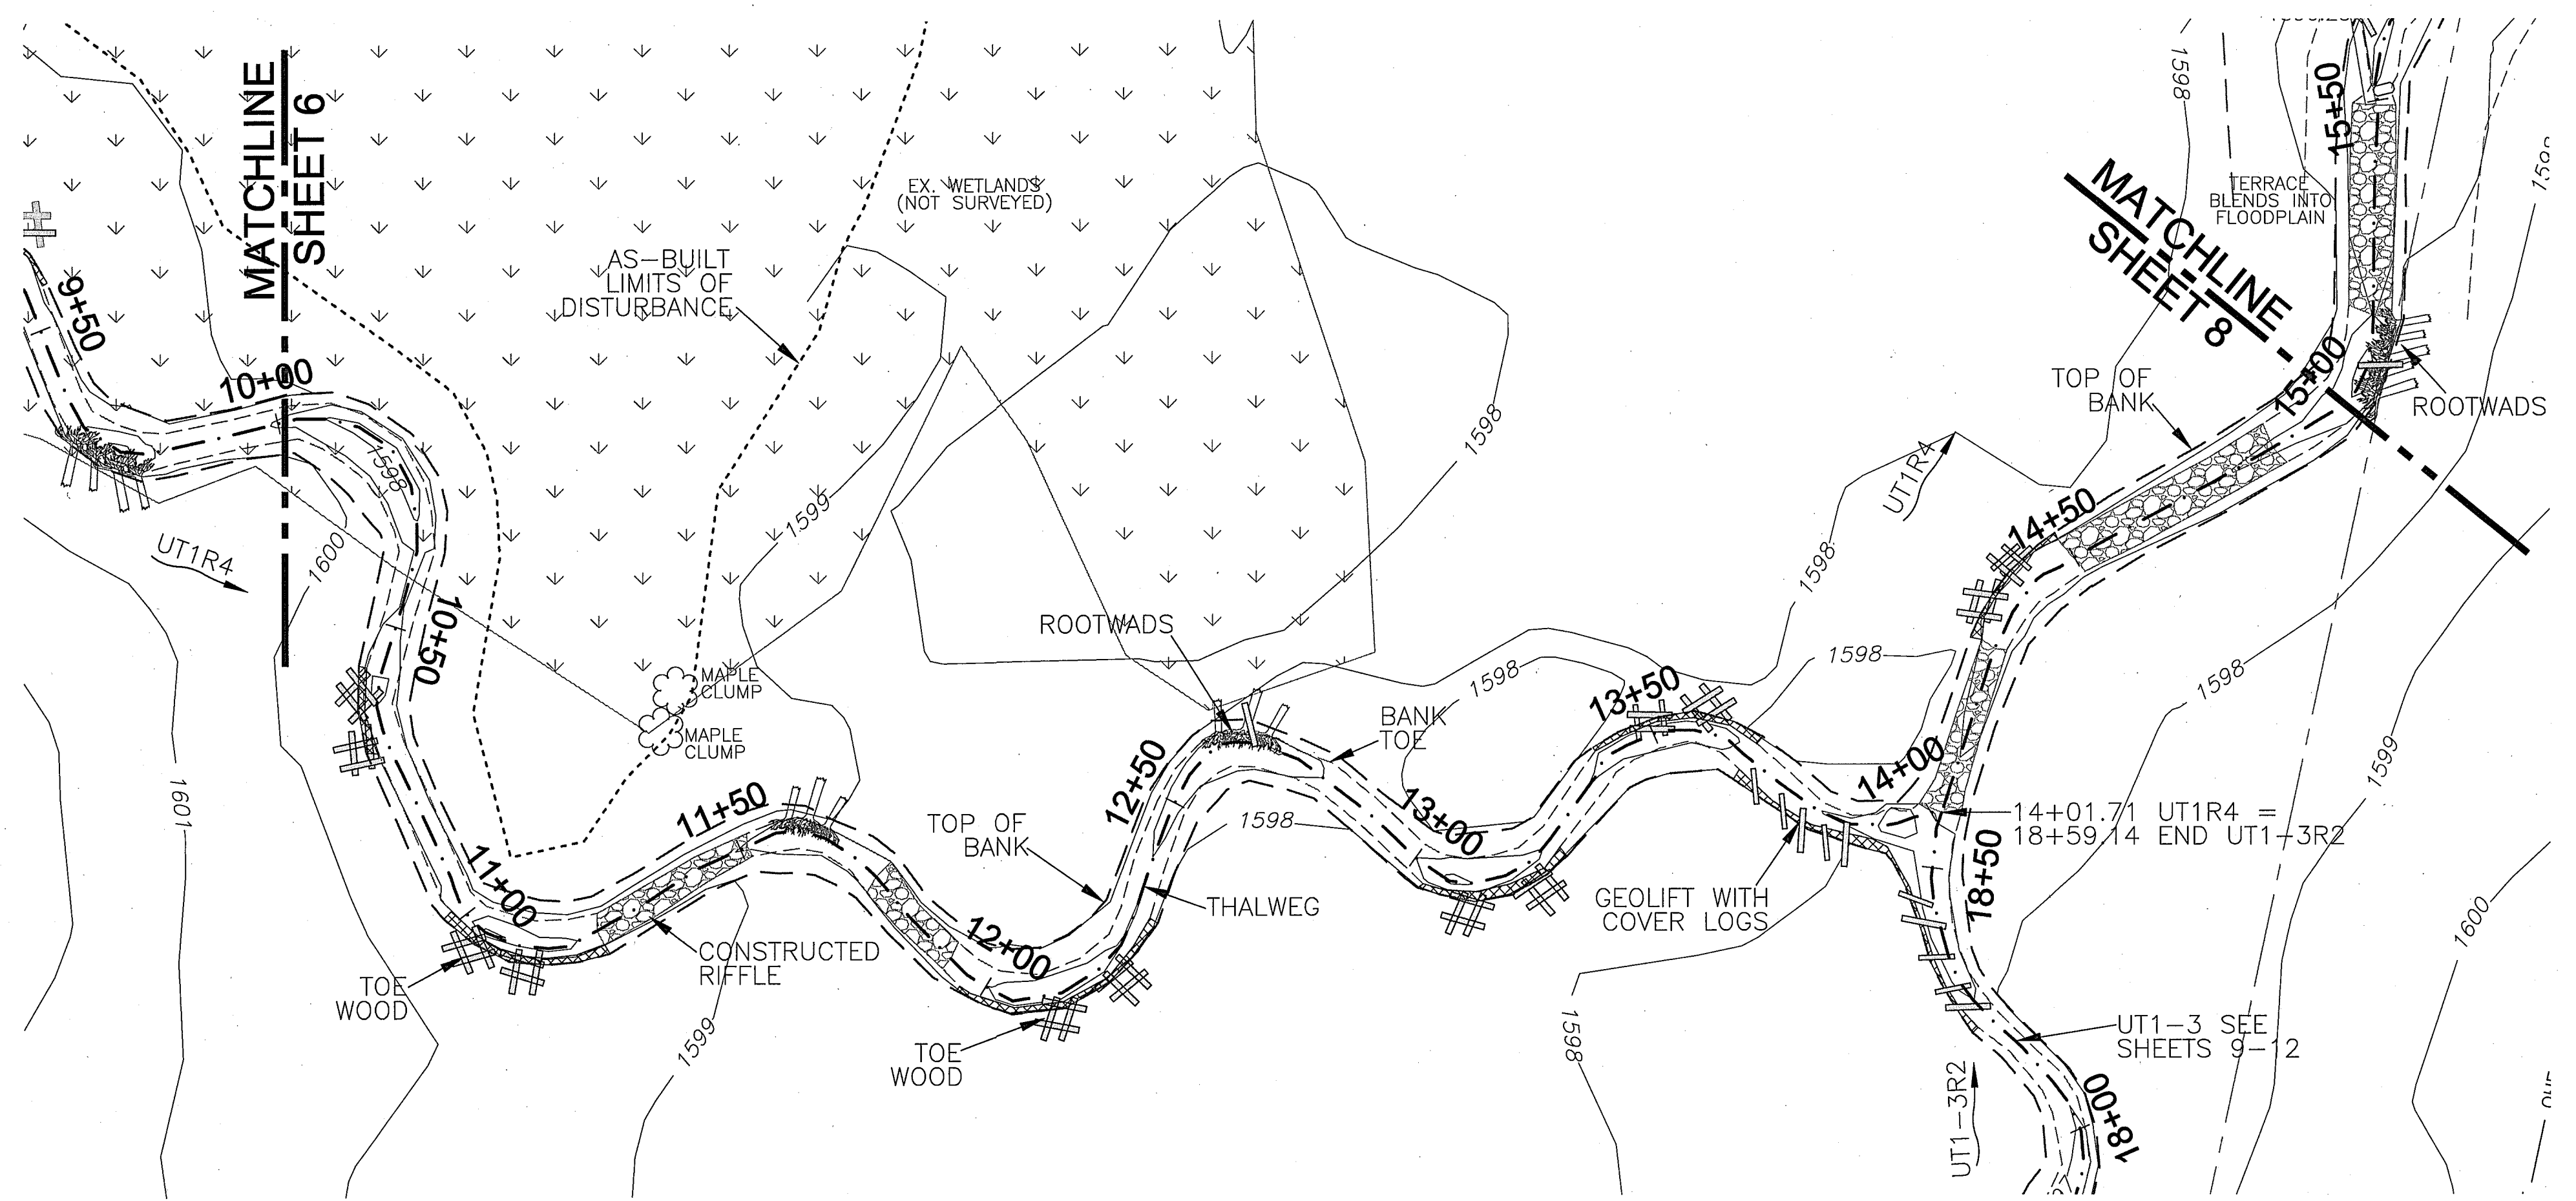 MATCHLINE
SHEET 6
9+50
10+00
1598
UT1R4
1600
10+50
1601
AS-BUILT
LIMITS OF
DISTURBANCE
EX. WETLANDS
(NOT SURVEYED)
1599
MAPLE
CLUMP
MAPLE
CLUMP
11+00
11+50
TOE
WOOD
CONSTRUCTED
RIFFLE
1599
12+00
TOE
WOOD
TOP OF
BANK
12+50
THALWEG
ROOTWADS
1598
1598
BANK
TOE
1598
13+00
13+50
GEOLIFT WITH
COVER LOGS
1598
14+00
1598
1598
UT1R4
14+50
TOP OF
BANK
15+00
MATCHLINE
SHEET 8
1598
TERRACE
BLENDS INTO
FLOODPLAIN
15+50
ROOTWADS
1598
1599
1600
14+01.71 UT1R4 =
18+59.14 END UT1-3R2
18+50
UT1-3 SEE
SHEETS 9-12
UT1-3R2
18+00